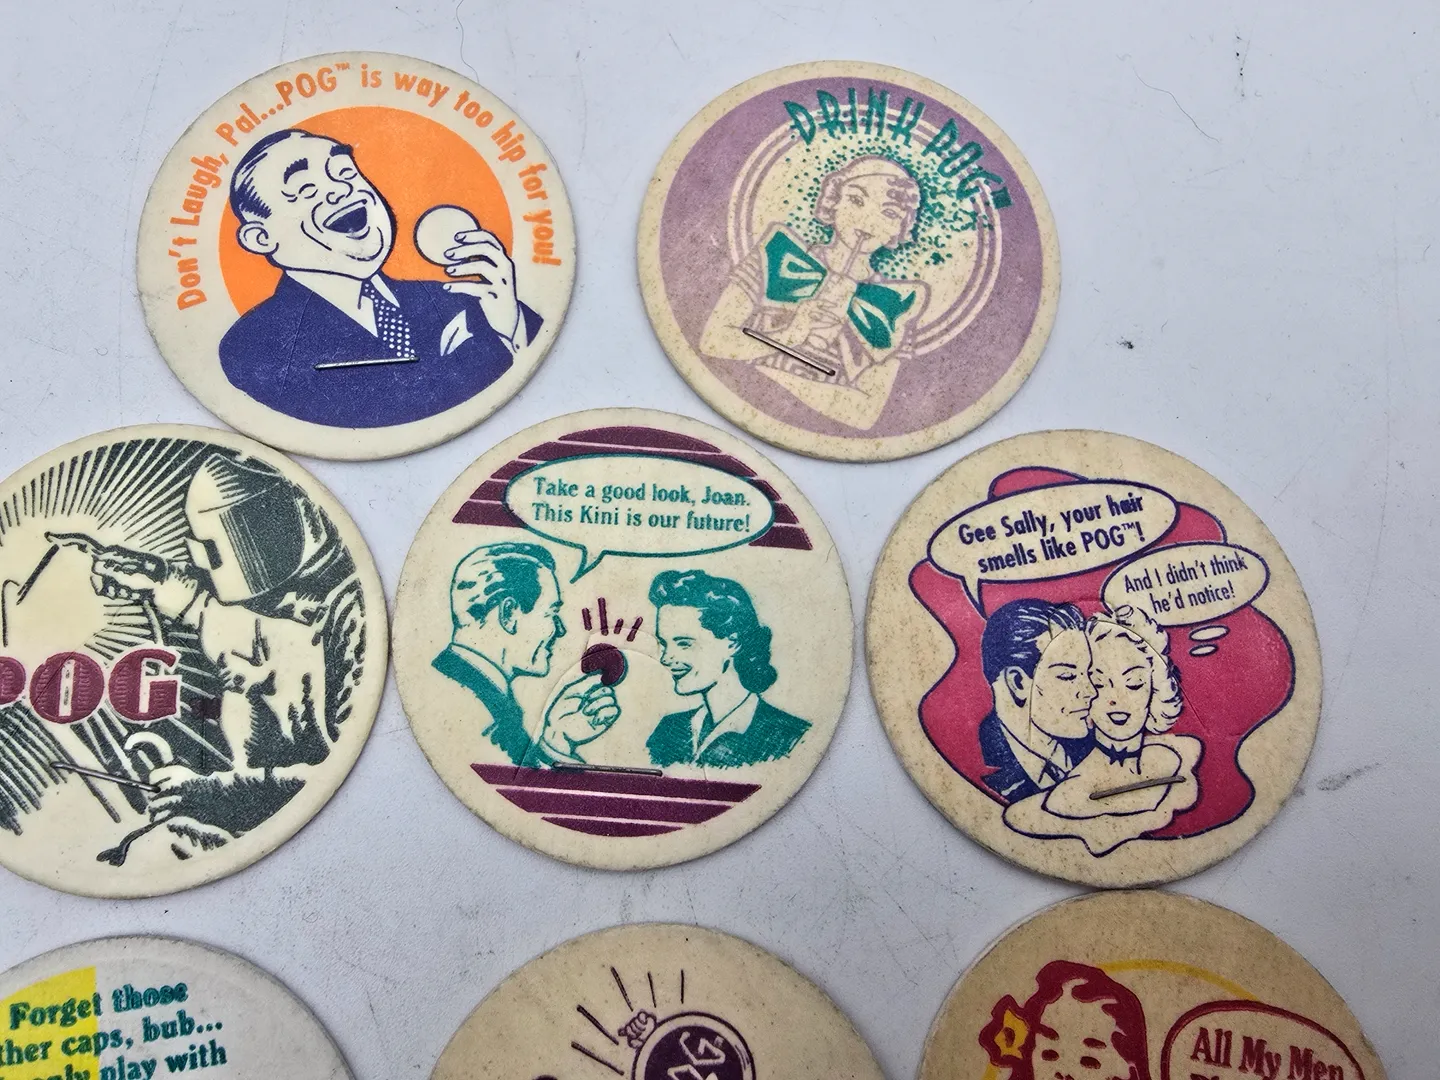 Don't Laugh, Pal...POG™ is way too hip for you!
DRINK POG™
POG
Take a good look, Joan.
This Kini is our future!
Gee Sally, your hair
smells like POG™!
And I didn't think
he'd notice!
Forget those
ther caps, bub...
only play with
All My Men